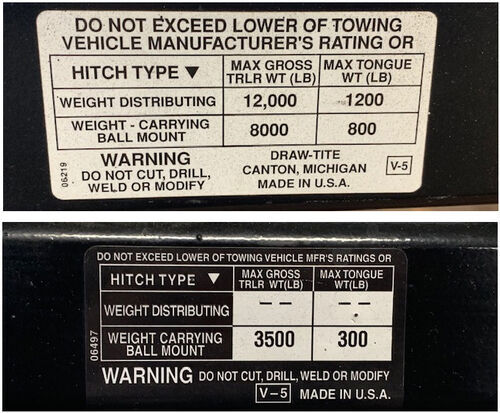 DO NOT EXCEED LOWER OF TOWING
VEHICLE MANUFACTURER'S RATING OR
HITCH TYPE ▼ MAX GROSS TRLR WT (LB) MAX TONGUE WT (LB)
WEIGHT DISTRIBUTING 12,000 1200
WEIGHT - CARRYING BALL MOUNT 8000 800
06219
WARNING
DO NOT CUT, DRILL,
WELD OR MODIFY
DRAW-TITE
CANTON, MICHIGAN
MADE IN U.S.A.
V-5
DO NOT EXCEED LOWER OF TOWING VEHICLE MFR'S RATINGS OR
HITCH TYPE ▼ MAX GROSS TRLR WT(LB) MAX TONGUE WT(LB)
WEIGHT DISTRIBUTING – – – –
WEIGHT CARRYING BALL MOUNT 3500 300
06497
WARNING DO NOT CUT, DRILL, WELD OR MODIFY
V-5 MADE IN U.S.A.